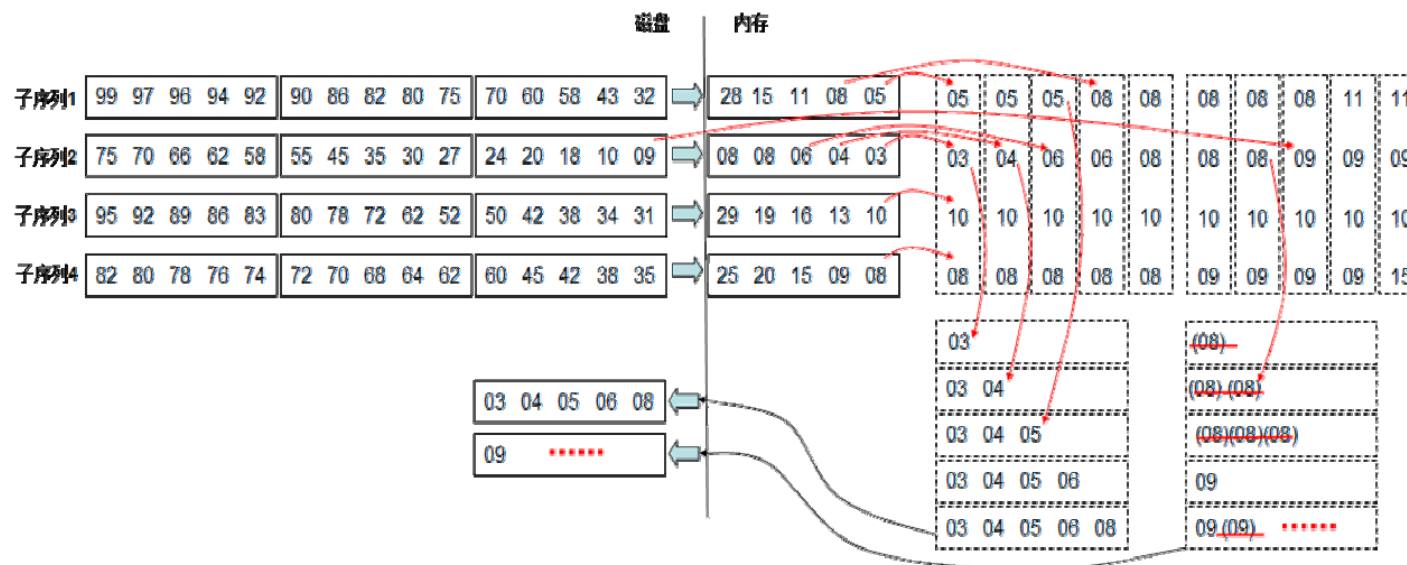 磁盘 内存
子序列1 99 97 96 94 92 90 86 82 80 75 70 60 58 43 32 28 15 11 08 05 05 05 05 08 08 08 08 08 11 11
子序列2 75 70 66 62 58 55 45 35 30 27 24 20 18 10 09 08 08 06 04 03 03 04 06 06 08 08 08 09 09 09
子序列3 95 92 89 86 83 80 78 72 62 52 50 42 38 34 31 29 19 16 13 10 10 10 10 10 10 10 10 10 10 10
子序列4 82 80 78 76 74 72 70 68 64 62 60 45 42 38 35 25 20 15 09 08 08 08 08 08 08 09 09 09 09 15
03 (08)
03 04 05 06 08 03 04 (08) (08)
03 04 05 (08)(08)(08)
09 ······
03 04 05 06 09
03 04 05 06 08 09 (09) ······